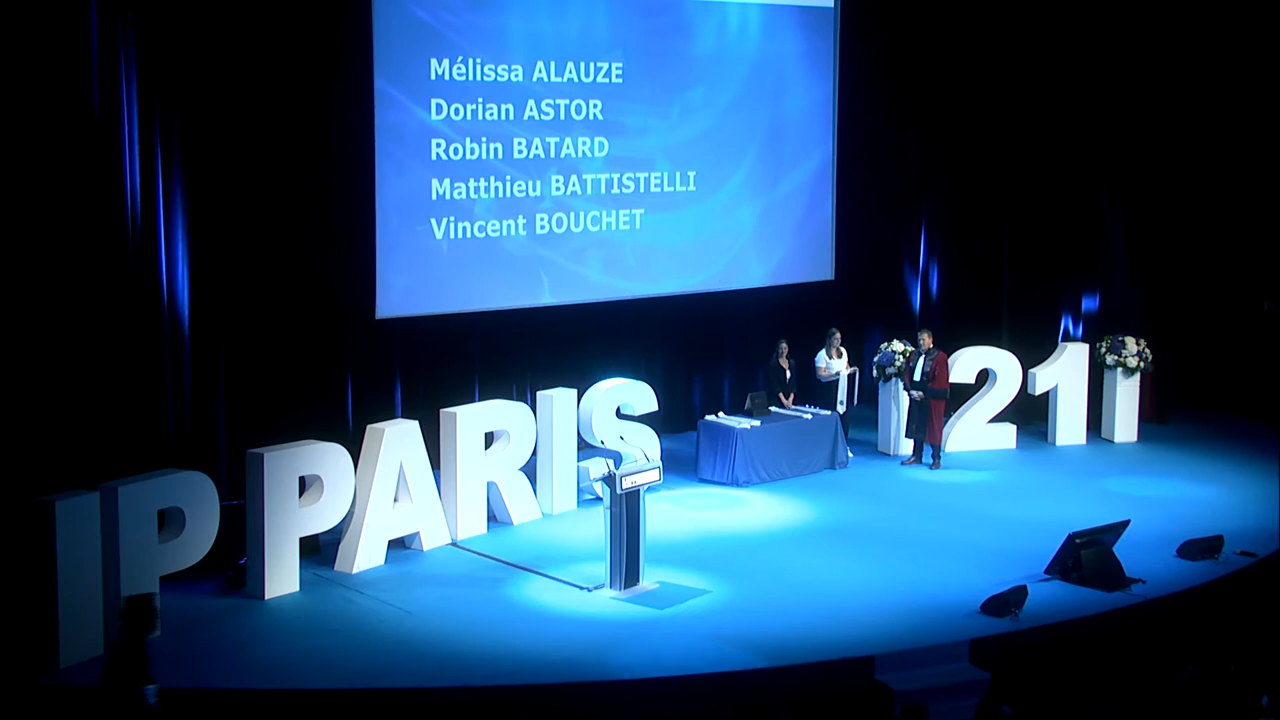 Mélissa ALAUZE
Dorian ASTOR
Robin BATARD
Matthieu BATTISTELLI
Vincent BOUCHET
IP PARIS
21